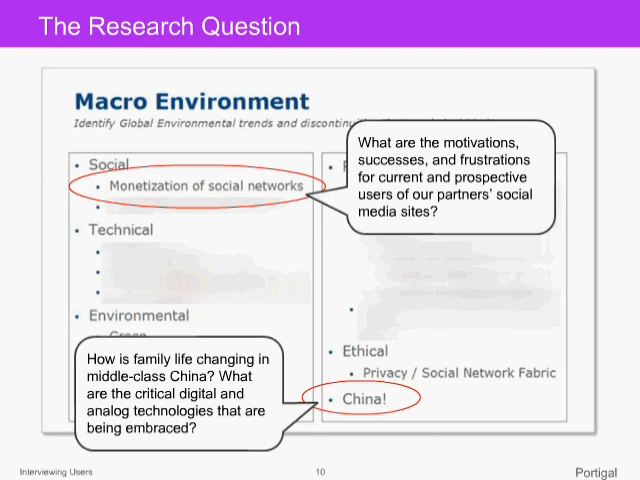 The Research Question
Macro Environment
Identify Global Environmental trends and
What are the motivations,
successes, and frustrations
for current and prospective
users of our partners' social
media sites?
• Social
• Monetization of social networks
• Technical
• Environmental
• Green
How is family life changing in
middle-class China? What
are the critical digital and
analog technologies that are
being embraced?
• Ethical
• Privacy / Social Network Fabric
• China!
Interviewing Users
10
Portigal